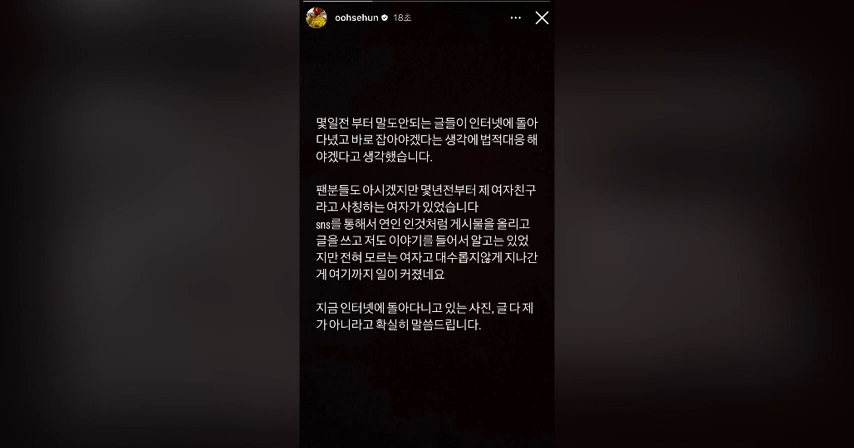 oohsehun 18초
몇일전 부터 말도안되는 글들이 인터넷에 돌아
다녔고 바로 잡아야겠다는 생각에 법적대응 해
야겠다고 생각했습니다.
팬분들도 아시겠지만 몇년전부터 제 여자친구
라고 사칭하는 여자가 있었습니다
sns를 통해서 연인 인것처럼 게시물을 올리고
글을 쓰고 저도 이야기를 들어서 알고는 있었
지만 전혀 모르는 여자고 대수롭지않게 지나간
게 여기까지 일이 커졌네요
지금 인터넷에 돌아다니고 있는 사진, 글 다 제
가 아니라고 확실히 말씀드립니다.